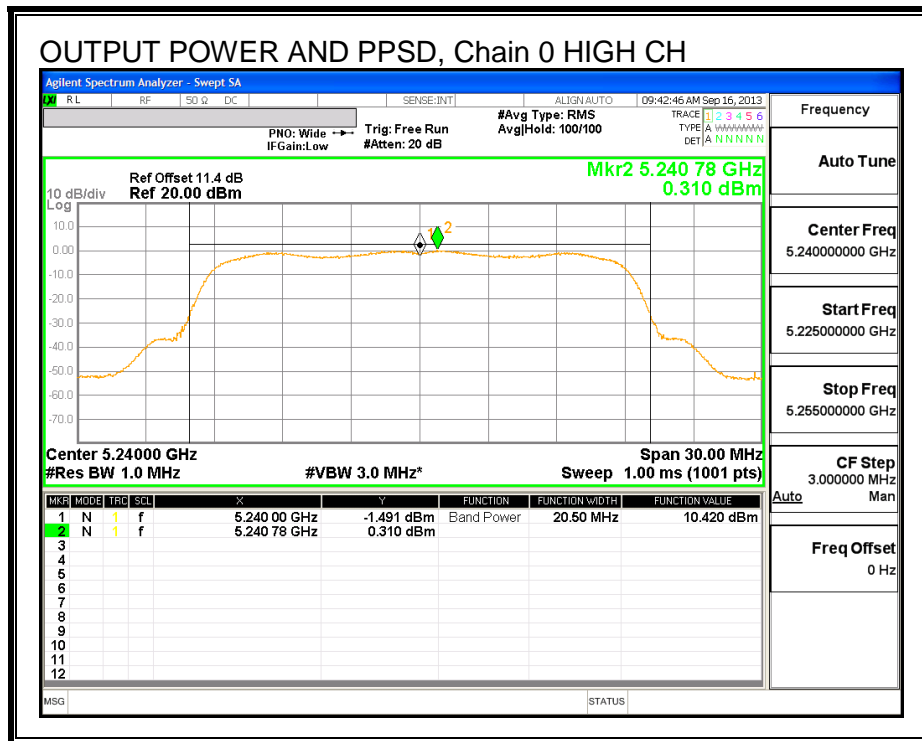 OUTPUT POWER AND PPSD, Chain 0 HIGH CH
Agilent Spectrum Analyzer - Swept SA
LXI RL RF 50 Ω DC SENSE:INT ALIGN AUTO 09:42:46 AM Sep 16, 2013
Frequency
PNO: Wide Trig: Free Run #Avg Type: RMS TRACE 1 2 3 4 5 6
IFGain:Low #Atten: 20 dB Avg|Hold: 100/100 TYPE A WWWWW
DET A N N N N N
Auto Tune
Mkr2 5.240 78 GHz
0.310 dBm
Ref Offset 11.4 dB
10 dB/div Ref 20.00 dBm
Log
10.0
0.00
-10.0
-20.0
-30.0
-40.0
-50.0
-60.0
-70.0
1 2
Center Freq
5.240000000 GHz
Start Freq
5.225000000 GHz
Stop Freq
5.255000000 GHz
Center 5.24000 GHz Span 30.00 MHz
#Res BW 1.0 MHz #VBW 3.0 MHz* Sweep 1.00 ms (1001 pts)
CF Step
3.000000 MHz
Auto Man
MKR MODE TRC SCL X Y FUNCTION FUNCTION WIDTH FUNCTION VALUE
1 N 1 f 5.240 00 GHz -1.491 dBm Band Power 20.50 MHz 10.420 dBm
2 N 1 f 5.240 78 GHz 0.310 dBm
3
4
5
6
7
8
9
10
11
12
Freq Offset
0 Hz
MSG STATUS